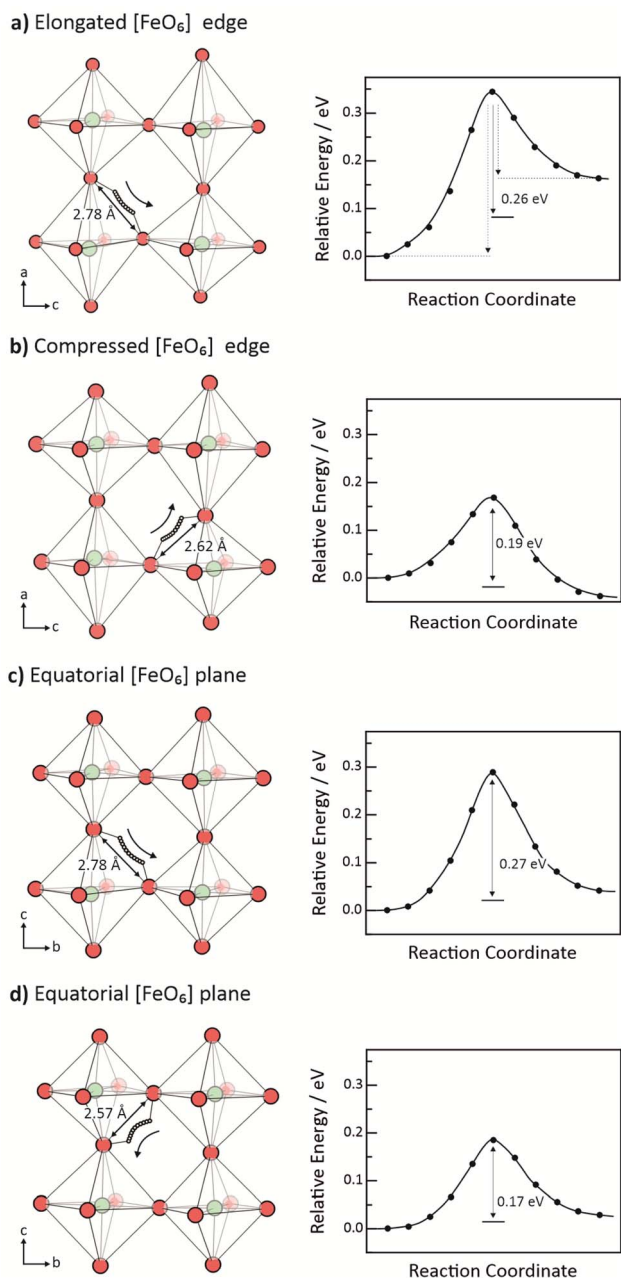 a) Elongated [FeO₆] edge
2.78 Å
a
c
Relative Energy / eV
0.3
0.2
0.1
0.0
0.26 eV
Reaction Coordinate
b) Compressed [FeO₆] edge
2.62 Å
a
c
Relative Energy / eV
0.3
0.2
0.1
0.0
0.19 eV
Reaction Coordinate
c) Equatorial [FeO₆] plane
2.78 Å
c
b
Relative Energy / eV
0.3
0.2
0.1
0.0
0.27 eV
Reaction Coordinate
d) Equatorial [FeO₆] plane
2.57 Å
c
b
Relative Energy / eV
0.3
0.2
0.1
0.0
0.17 eV
Reaction Coordinate